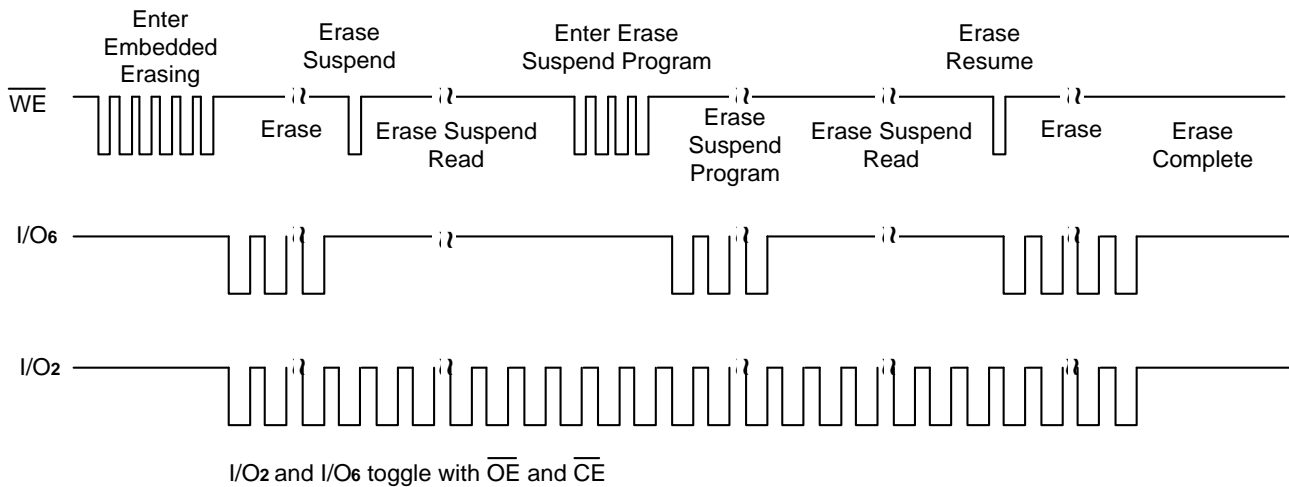 Enter
Embedded
Erasing
Erase
Suspend
Enter Erase
Suspend Program
Erase
Resume
WE
Erase
Erase Suspend
Read
Erase
Suspend
Program
Erase Suspend
Read
Erase
Erase
Complete
I/O6
I/O2
I/O2 and I/O6 toggle with OE and CE